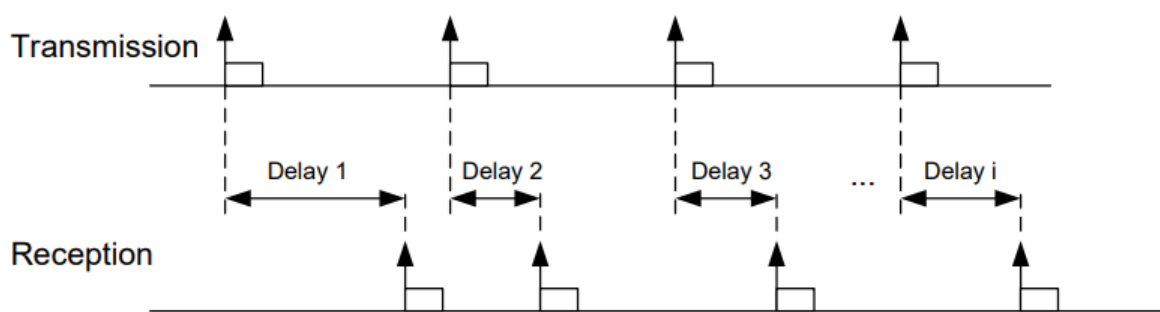 Transmission
Delay 1 Delay 2 Delay 3 ... Delay i
Reception